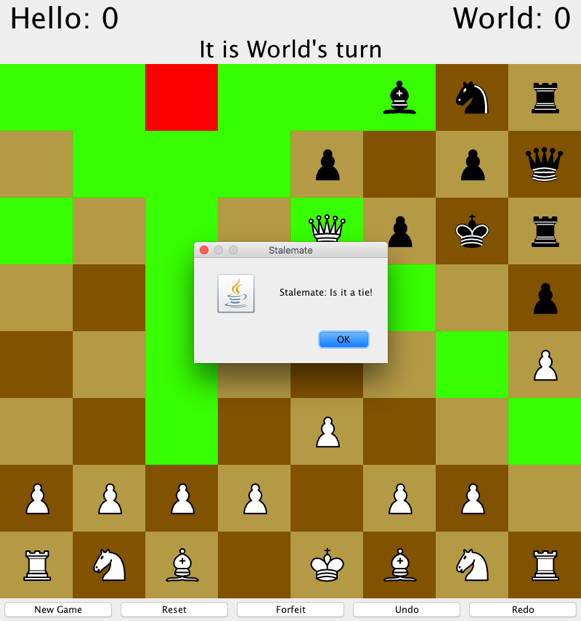 Hello: 0
World: 0
It is World's turn
Stalemate
Stalemate: Is it a tie!
OK
New Game
Reset
Forfeit
Undo
Redo